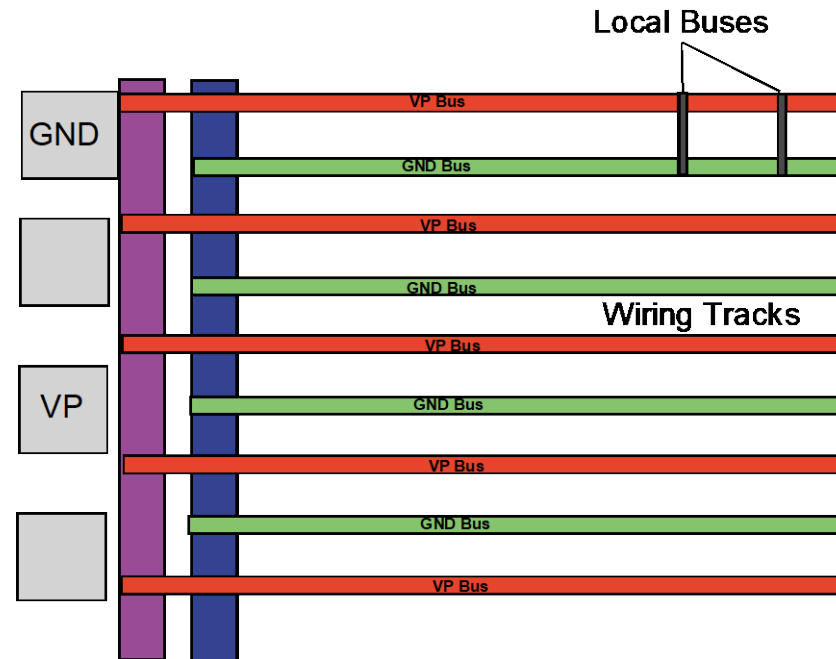 Local Buses
VP Bus
GND
GND Bus
VP Bus
GND Bus
Wiring Tracks
VP Bus
VP
GND Bus
VP Bus
GND Bus
VP Bus